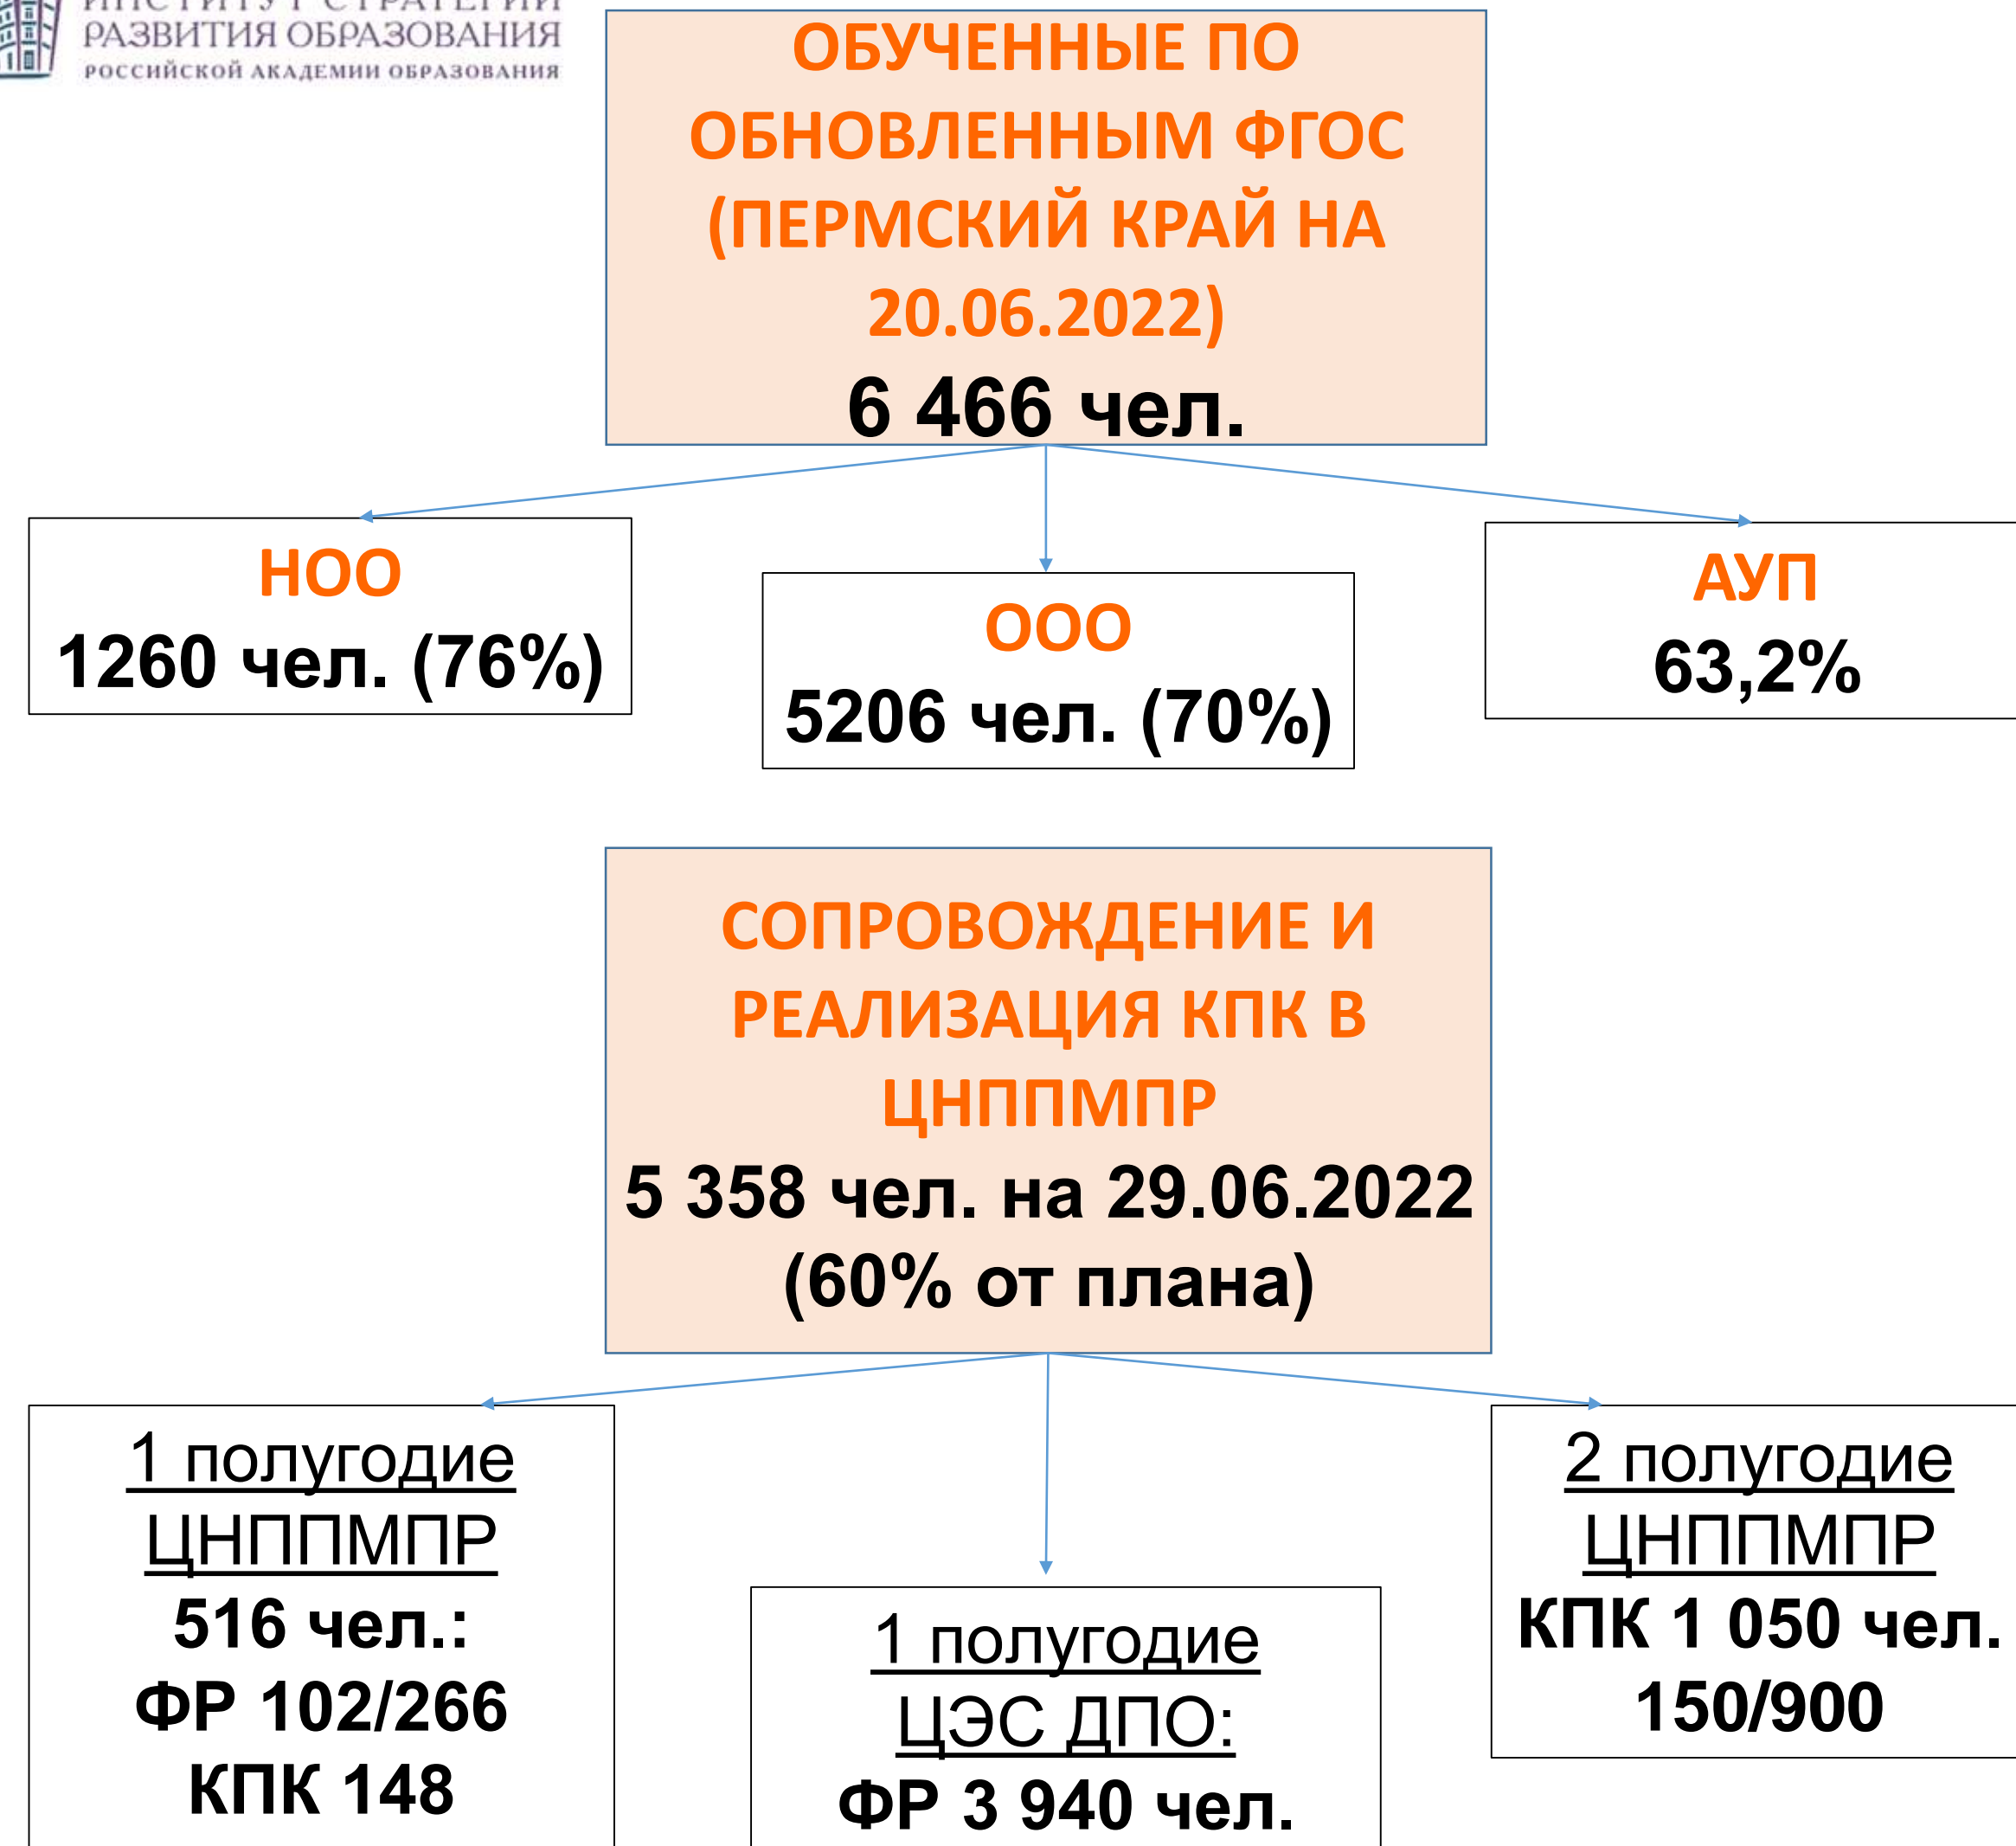 ИНСТИТУТ СТРАТЕГИИ
РАЗВИТИЯ ОБРАЗОВАНИЯ
РОССИЙСКОЙ АКАДЕМИИ ОБРАЗОВАНИЯ
ОБУЧЕННЫЕ ПО
ОБНОВЛЕННЫМ ФГОС
(ПЕРМСКИЙ КРАЙ НА
20.06.2022)
6 466 чел.
НОО
1260 чел. (76%)
ООО
5206 чел. (70%)
АУП
63,2%
СОПРОВОЖДЕНИЕ И
РЕАЛИЗАЦИЯ КПК В
ЦНППМПР
5 358 чел. на 29.06.2022
(60% от плана)
1 полугодие
ЦНППМПР
516 чел.:
ФР 102/266
КПК 148
1 полугодие
ЦЭС ДПО:
ФР 3 940 чел.
2 полугодие
ЦНППМПР
КПК 1 050 чел.
150/900